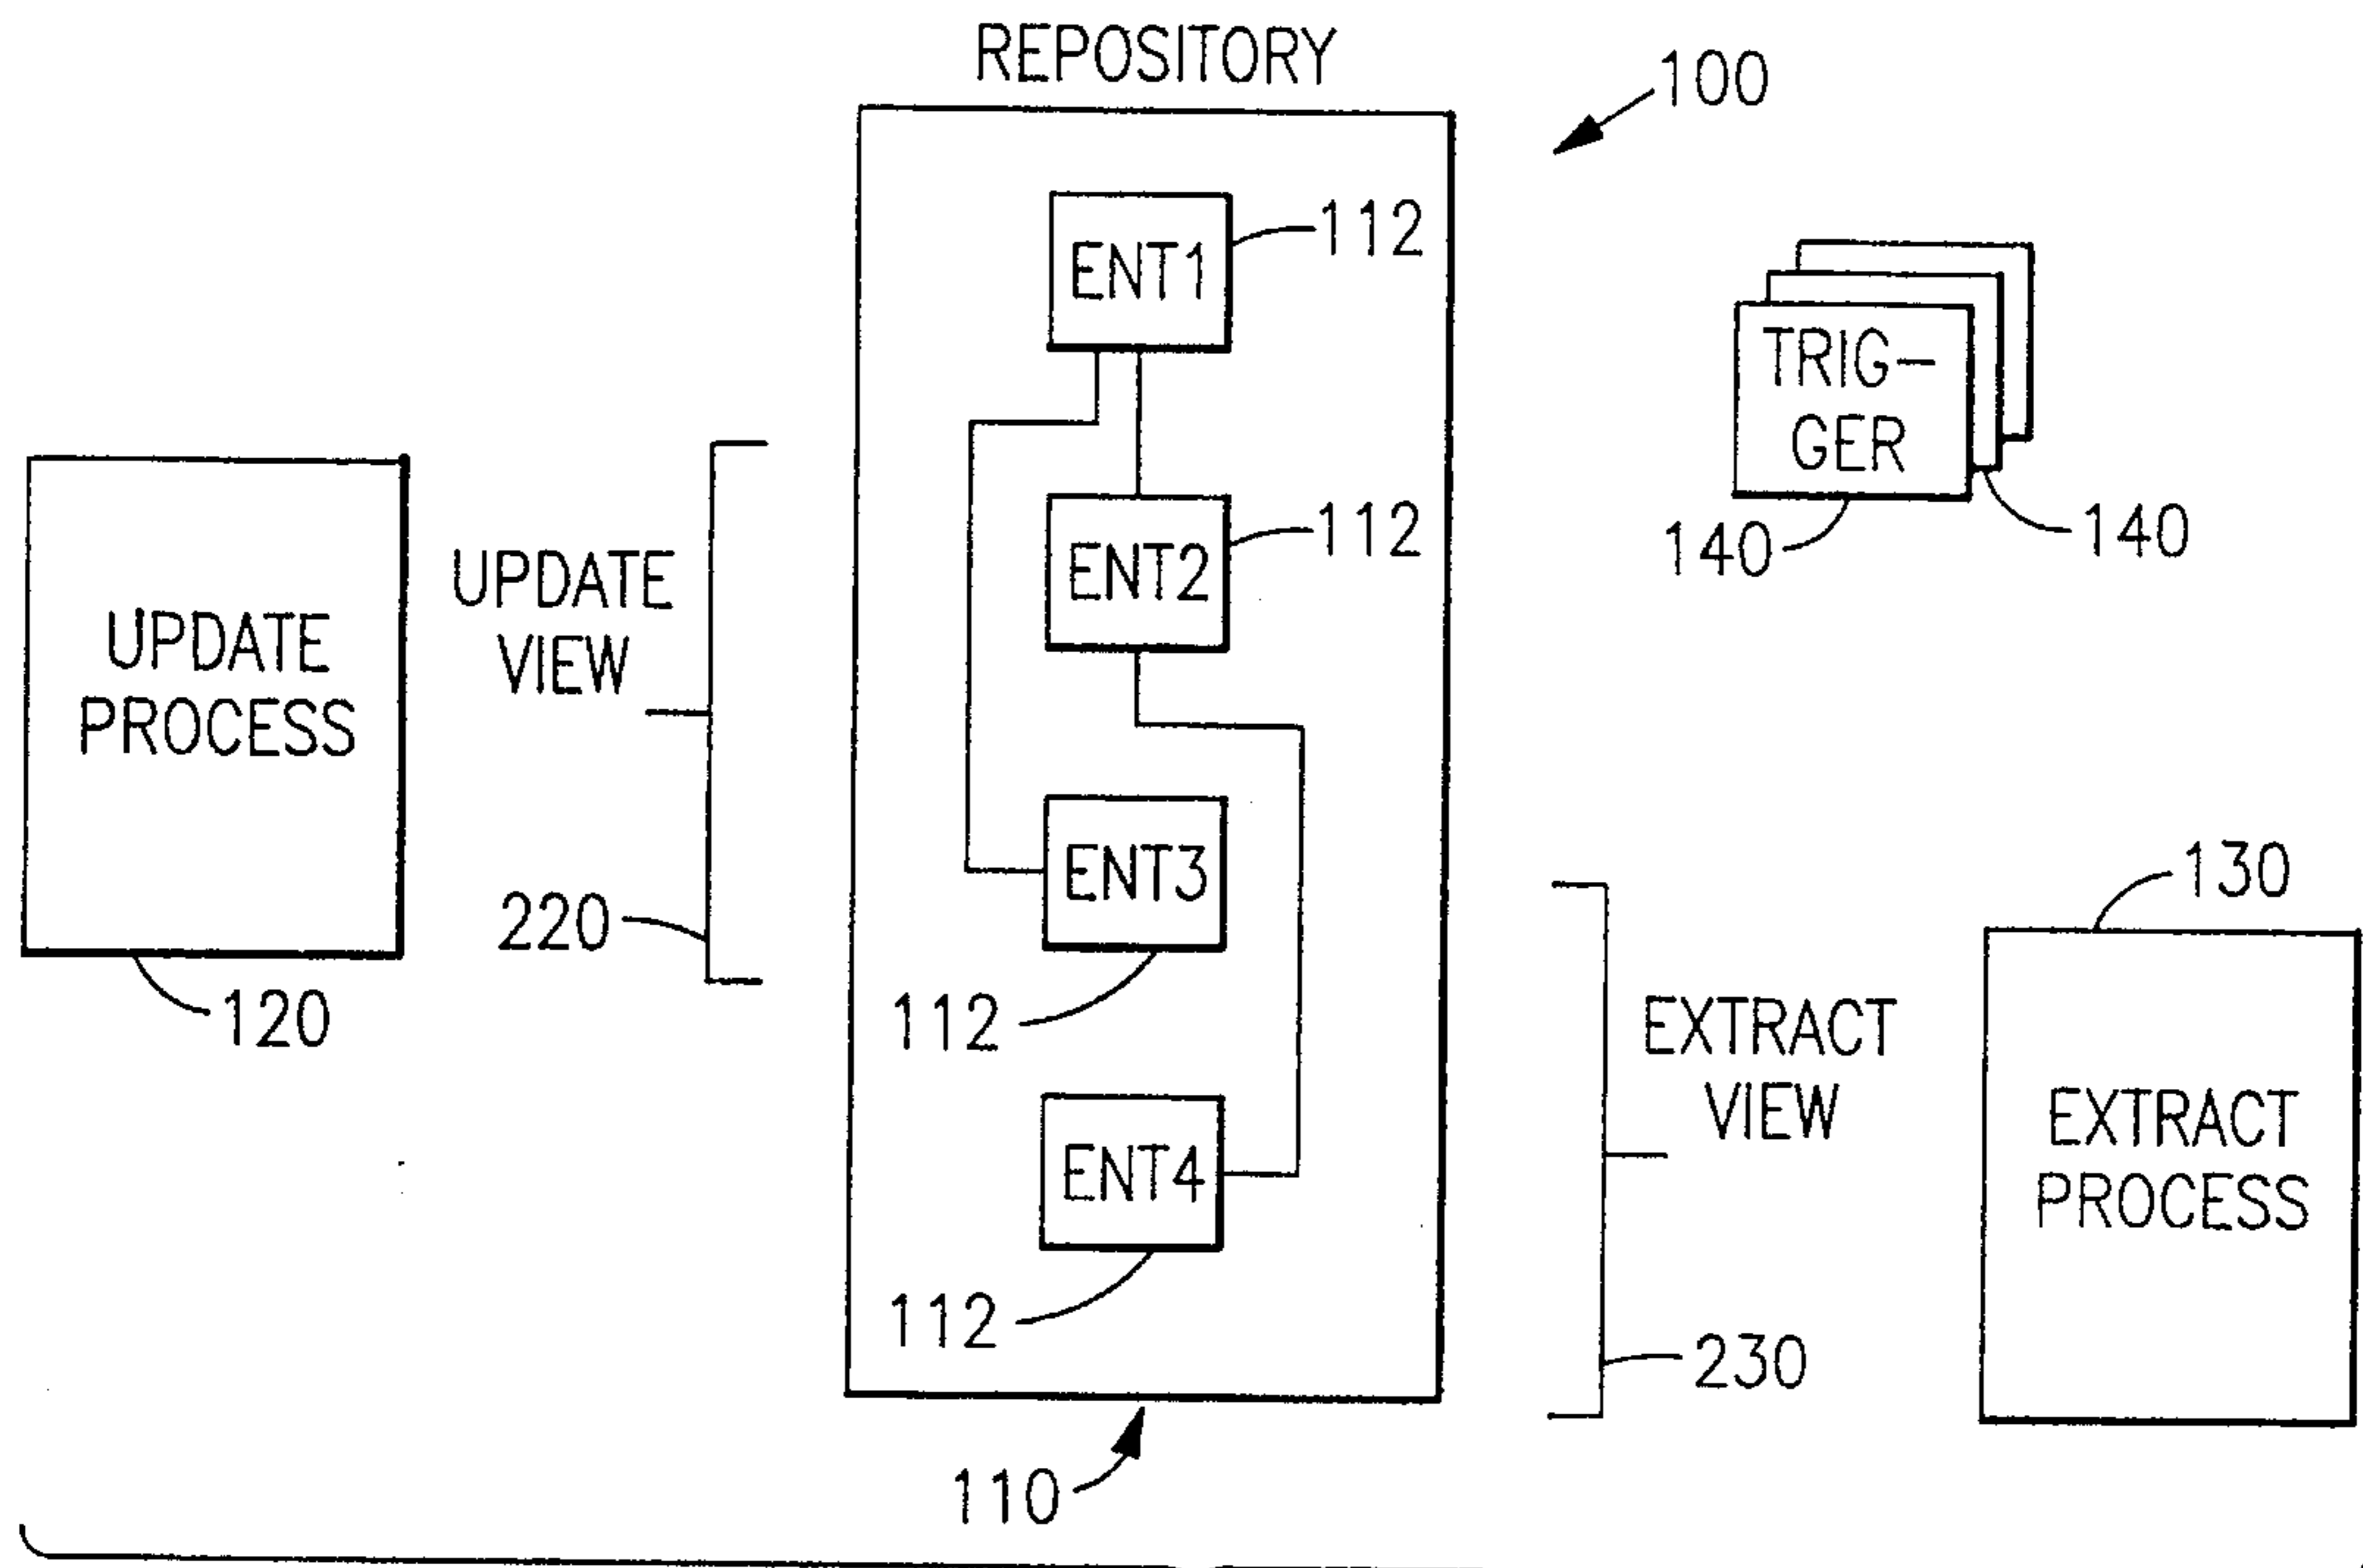 REPOSITORY
100
ENT1
112
TRIG-
GER
140
140
ENT2
112
UPDATE
PROCESS
120
UPDATE
VIEW
220
ENT3
112
ENT4
112
110
EXTRACT
VIEW
230
130
EXTRACT
PROCESS